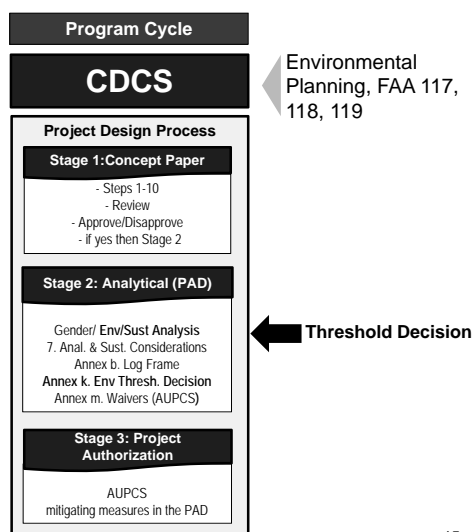 Program Cycle
CDCS
Environmental
Planning, FAA 117,
118, 119
Project Design Process
Stage 1:Concept Paper
- Steps 1-10
- Review
- Approve/Disapprove
- if yes then Stage 2
Stage 2: Analytical (PAD)
Gender/ Env/Sust Analysis
7. Anal. & Sust. Considerations
Annex b. Log Frame
Annex k. Env Thresh. Decision
Annex m. Waivers (AUPCS)
Threshold Decision
Stage 3: Project
Authorization
AUPCS
mitigating measures in the PAD